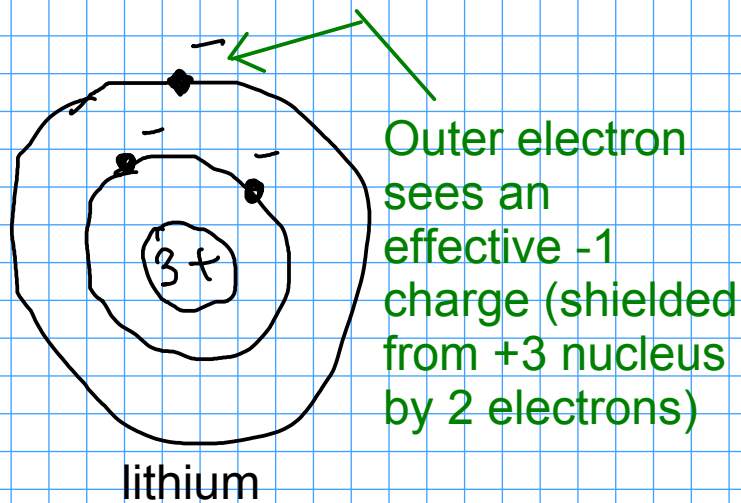 –
– –
3+
Outer electron
sees an
effective -1
charge (shielded
from +3 nucleus
by 2 electrons)
lithium